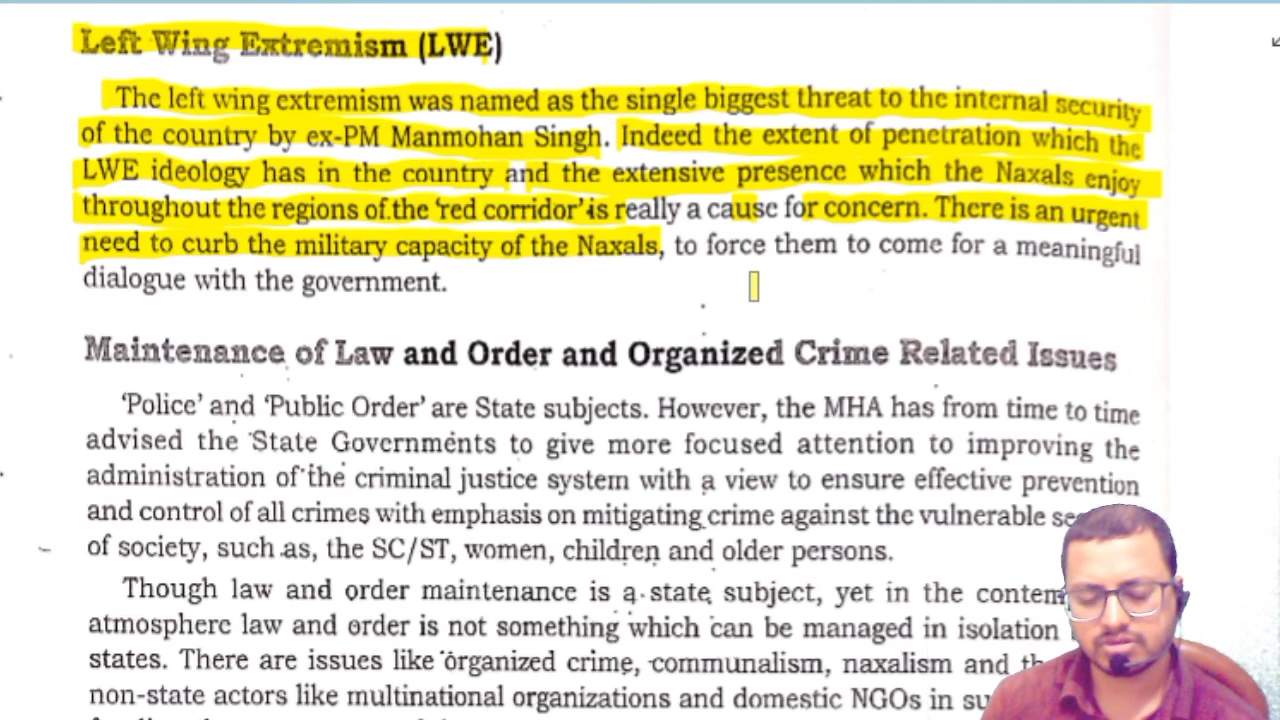 Left Wing Extremism (LWE)
The left wing extremism was named as the single biggest threat to the internal security
of the country by ex-PM Manmohan Singh. Indeed the extent of penetration which the
LWE ideology has in the country and the extensive presence which the Naxals enjoy
throughout the regions of the 'red corridor' is really a cause for concern. There is an urgent
need to curb the military capacity of the Naxals, to force them to come for a meaningful
dialogue with the government.
Maintenance of Law and Order and Organized Crime Related Issues
'Police' and 'Public Order' are State subjects. However, the MHA has from time to time
advised the State Governments to give more focused attention to improving the
administration of the criminal justice system with a view to ensure effective prevention
and control of all crimes with emphasis on mitigating crime against the vulnerable
of society, such as, the SC/ST, women, children and older persons.
Though law and order maintenance is a state subject, yet in the
atmosphere law and order is not something which can be managed in isolation
states. There are issues like organized crime, communalism, naxalism and
non-state actors like multinational organizations and domestic NGOs in